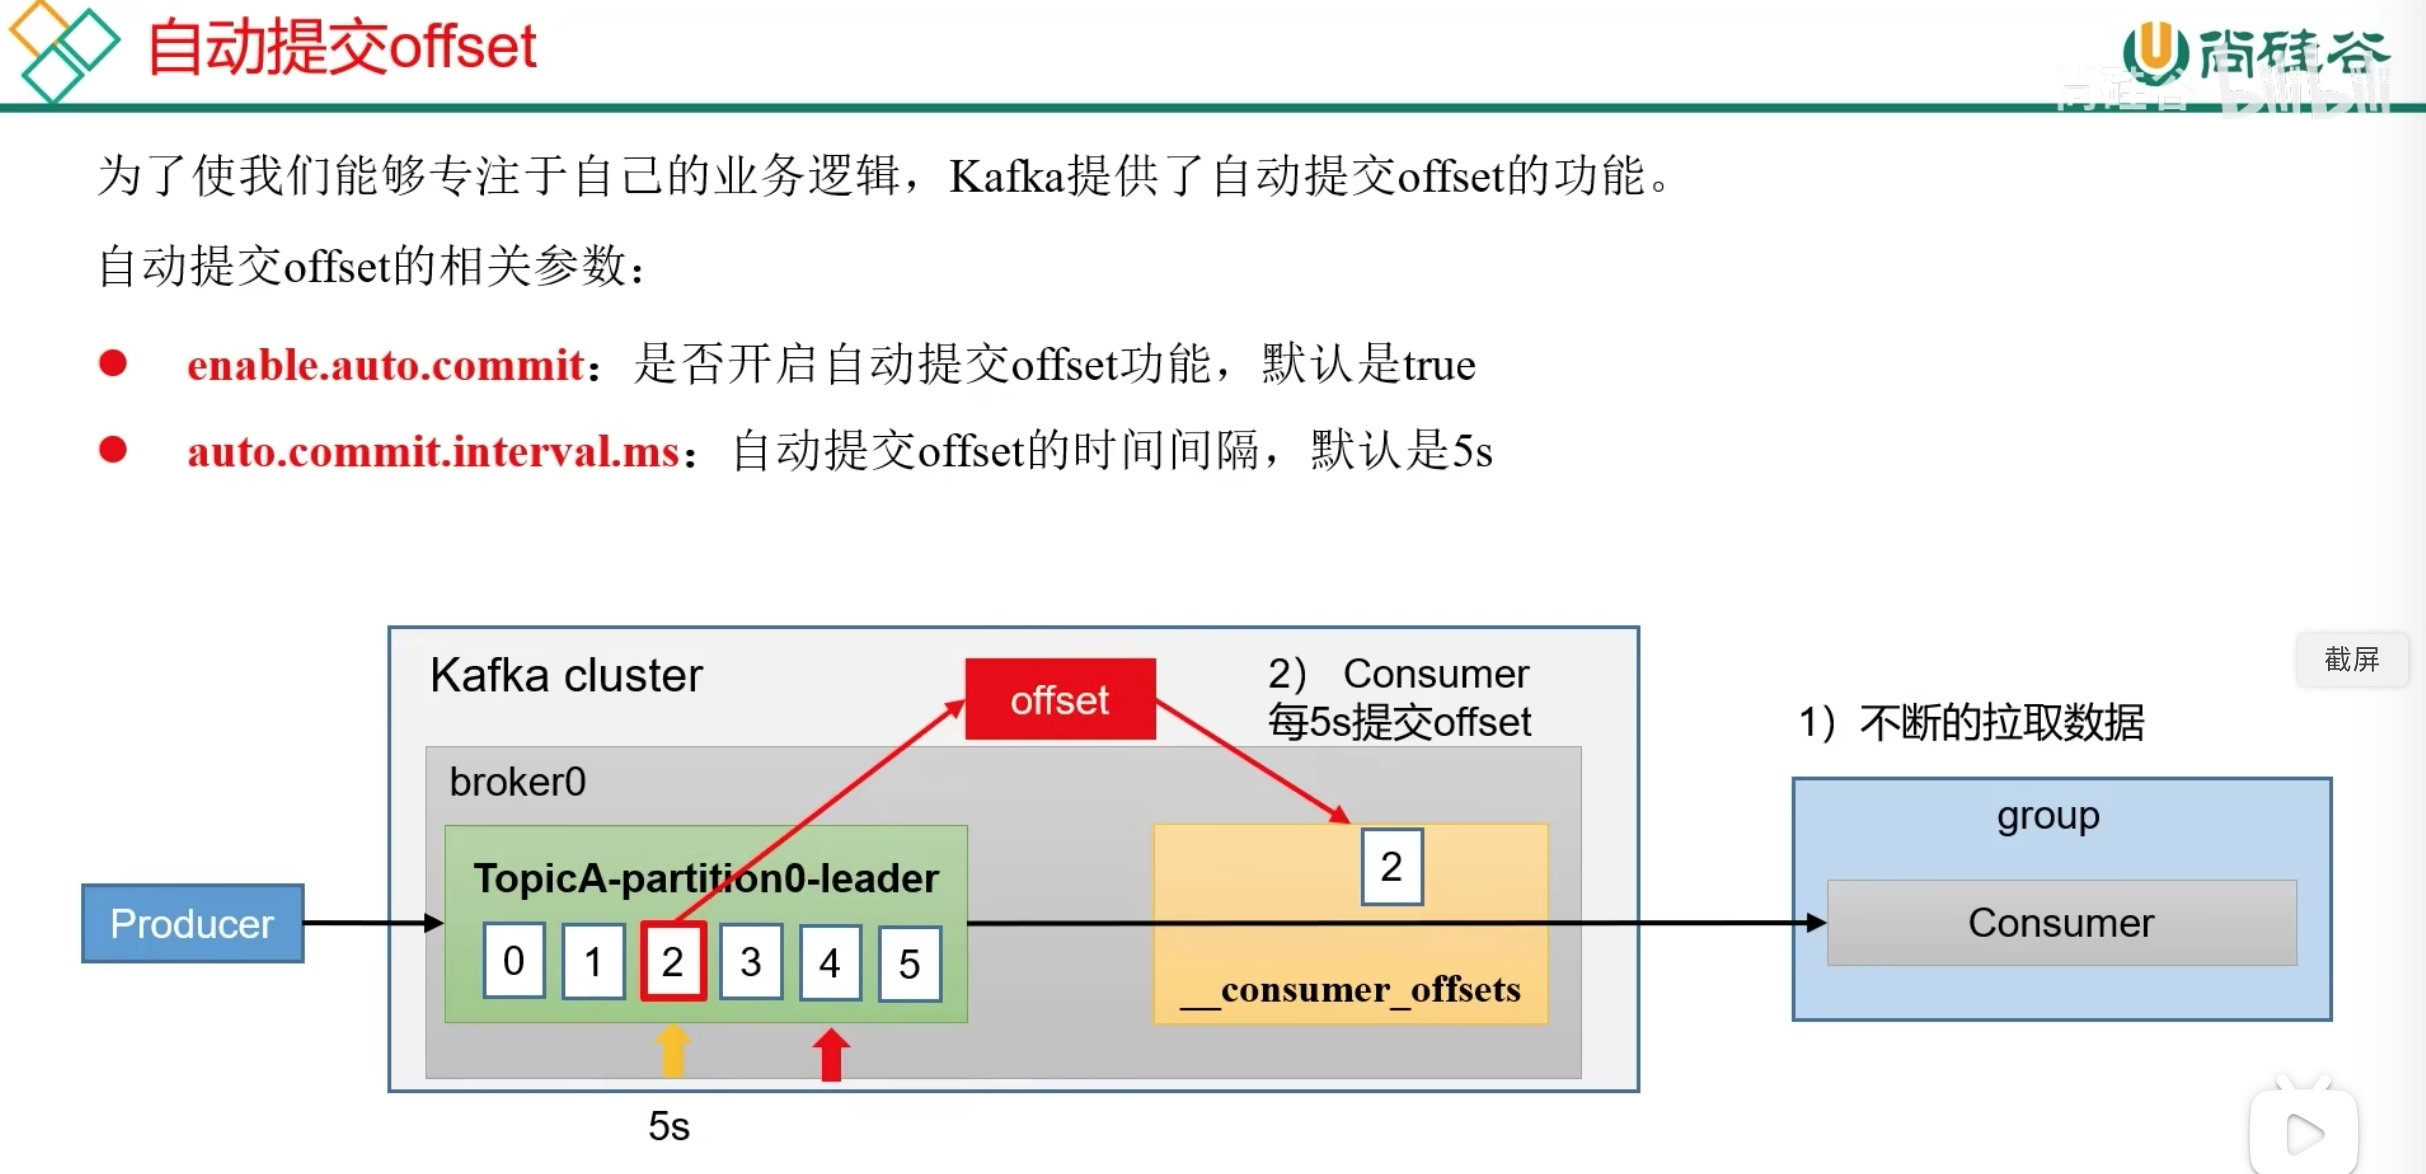 自动提交offset
尚硅谷
尚硅谷 bilibili
为了使我们能够专注于自己的业务逻辑，Kafka提供了自动提交offset的功能。
自动提交offset的相关参数：
● enable.auto.commit：是否开启自动提交offset功能，默认是true
● auto.commit.interval.ms：自动提交offset的时间间隔，默认是5s
Kafka cluster
offset
2） Consumer
每5s提交offset
截屏
1）不断的拉取数据
broker0
group
TopicA-partition0-leader
2
Producer
Consumer
0 1 2 3 4 5
__consumer_offsets
5s